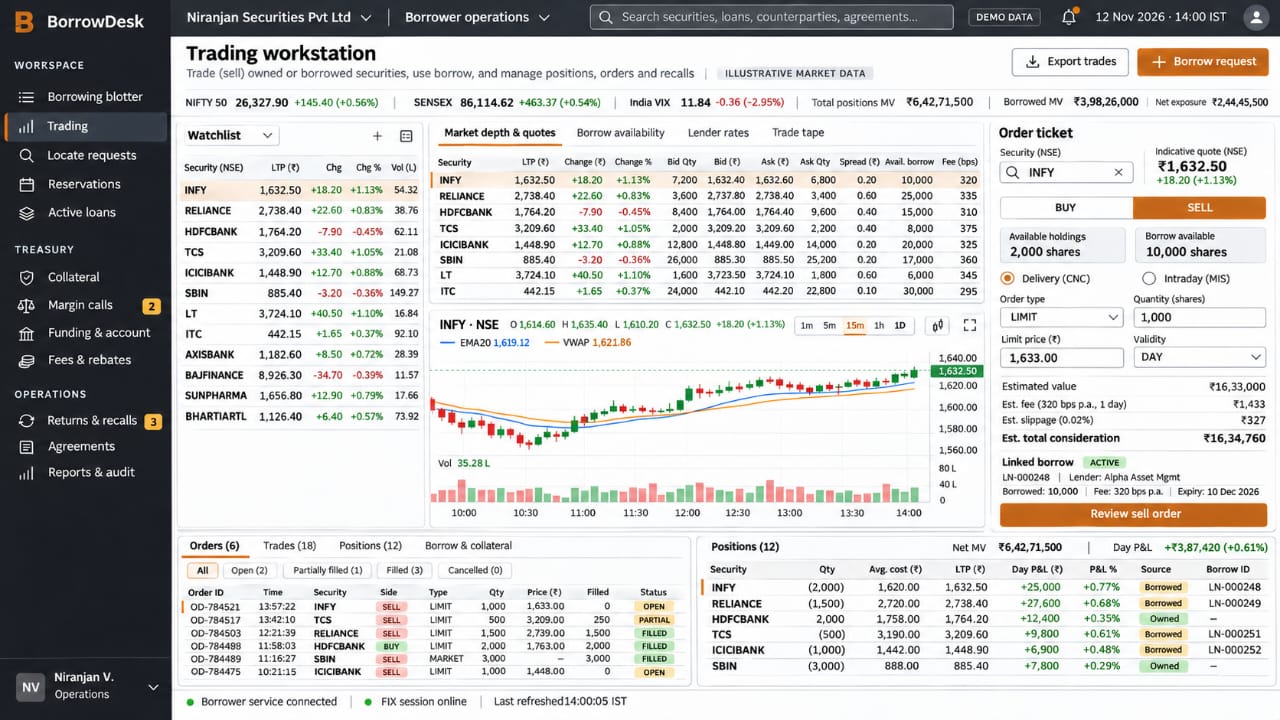 BorrowDesk
Niranjan Securities Pvt Ltd
Borrower operations
Search securities, loans, counterparties, agreements...
DEMO DATA
12 Nov 2026 · 14:00 IST
WORKSPACE
Borrowing blotter
Trading
Locate requests
Reservations
Active loans
TREASURY
Collateral
Margin calls 2
Funding & account
Fees & rebates
OPERATIONS
Returns & recalls 3
Agreements
Reports & audit
NV
Niranjan V.
Operations
Trading workstation
Trade (sell) owned or borrowed securities, use borrow, and manage positions, orders and recalls | ILLUSTRATIVE MARKET DATA
Export trades
+ Borrow request
NIFTY 50 26,327.90 +145.40 (+0.56%) | SENSEX 86,114.62 +463.37 (+0.54%) | India VIX 11.84 -0.36 (-2.95%) | Total positions MV ₹6,42,71,500 | Borrowed MV ₹3,98,26,000 | Net exposure ₹2,44,45,500
Watchlist
Security (NSE) LTP (₹) Chg Chg % Vol (L)
INFY 1,632.50 +18.20 +1.13% 54.32
RELIANCE 2,738.40 +22.60 +0.83% 38.76
HDFCBANK 1,764.20 -7.90 -0.45% 62.11
TCS 3,209.60 +33.40 +1.05% 21.08
ICICIBANK 1,448.90 +12.70 +0.88% 68.73
SBIN 885.40 -3.20 -0.36% 149.27
LT 3,724.10 +40.50 +1.10% 16.84
ITC 442.15 +1.65 +0.37% 92.10
AXISBANK 1,182.60 +8.50 +0.72% 28.39
BAJFINANCE 8,926.30 -34.70 -0.39% 11.57
SUNPHARMA 1,656.80 +12.90 +0.79% 17.66
BHARTIARTL 1,126.40 +6.40 +0.57% 73.92
Market depth & quotes Borrow availability Lender rates Trade tape
Security LTP (₹) Change (₹) Change % Bid Qty Bid (₹) Ask (₹) Ask Qty Spread (₹) Avail. borrow Fee (bps)
INFY 1,632.50 +18.20 +1.13% 7,200 1,632.40 1,632.60 6,800 0.20 10,000 320
RELIANCE 2,738.40 +22.60 +0.83% 3,600 2,737.80 2,738.40 3,400 0.60 25,000 335
HDFCBANK 1,764.20 -7.90 -0.45% 8,400 1,764.00 1,764.40 9,600 0.40 15,000 310
TCS 3,209.60 +33.40 +1.05% 2,000 3,209.20 3,209.60 2,200 0.40 8,000 375
ICICIBANK 1,448.90 +12.70 +0.88% 12,800 1,448.80 1,449.00 14,000 0.20 20,000 325
SBIN 885.40 -3.20 -0.36% 26,000 885.30 885.50 25,200 0.20 17,000 360
LT 3,724.10 +40.50 +1.10% 1,600 3,723.50 3,724.10 1,800 0.60 6,000 345
ITC 442.15 +1.65 +0.37% 24,000 442.10 442.20 22,800 0.10 30,000 295
INFY · NSE O 1,614.60 H 1,635.40 L 1,610.20 C 1,632.50 +18.20 (+1.13%) 1m 5m 15m 1h 1D
EMA20 1,619.12 VWAP 1,621.86
1,640.00
1,632.50
1,620.00
1,600.00
1,580.00
1,560.00
Vol 35.28 L
80 L
40 L
0
10:00 10:30 11:00 11:30 12:00 12:30 13:00 13:30 14:00
Order ticket
Security (NSE)
INFY
Indicative quote (NSE)
₹1,632.50
+18.20 (+1.13%)
BUY SELL
Available holdings
2,000 shares
Borrow available
10,000 shares
Delivery (CNC) Intraday (MIS)
Order type Quantity (shares)
LIMIT 1,000
Limit price (₹) Validity
1,633.00 DAY
Estimated value ₹16,33,000
Est. fee (320 bps p.a., 1 day) ₹1,433
Est. slippage (0.02%) ₹327
Est. total consideration ₹16,34,760
Linked borrow ACTIVE
LN-000248 | Lender: Alpha Asset Mgmt
Borrowed: 10,000 | Fee: 320 bps p.a. | Expiry: 10 Dec 2026
Review sell order
Orders (6) Trades (18) Positions (12) Borrow & collateral
All Open (2) Partially filled (1) Filled (3) Cancelled (0)
Order ID Time Security Side Type Qty Price (₹) Filled Status
OD-784521 13:57:22 INFY SELL LIMIT 1,000 1,633.00 0 OPEN
OD-784517 13:42:10 TCS SELL LIMIT 500 3,209.00 250 PARTIAL
OD-784503 12:21:39 RELIANCE SELL LIMIT 1,500 2,739.00 1,500 FILLED
OD-784498 11:58:03 HDFCBANK BUY LIMIT 2,000 1,763.00 2,000 FILLED
OD-784489 11:16:27 SBIN SELL MARKET 3,000 – 3,000 FILLED
OD-784475 10:21:15 ICICIBANK SELL LIMIT 1,000 1,448.00 0 OPEN
Positions (12) Net MV ₹6,42,71,500 | Day P&L +₹3,87,420 (+0.61%)
Security Qty Avg. cost (₹) LTP (₹) Day P&L (₹) P&L % Source Borrow ID
INFY (2,000) 1,620.00 1,632.50 +25,000 +0.77% Borrowed LN-000248
RELIANCE (1,500) 2,720.00 2,738.40 +27,600 +0.68% Borrowed LN-000249
HDFCBANK 2,000 1,758.00 1,764.20 +12,400 +0.35% Owned –
TCS (500) 3,190.00 3,209.60 +9,800 +0.61% Borrowed LN-000251
ICICIBANK (1,000) 1,442.00 1,448.90 +6,900 +0.48% Borrowed LN-000252
SBIN (3,000) 888.00 885.40 +7,800 +0.29% Owned –
Borrower service connected | FIX session online | Last refreshed14:00:05 IST